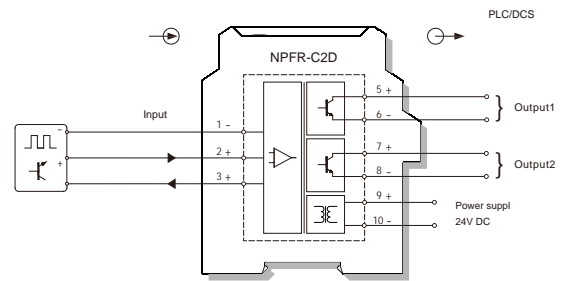 PLC/DCS
NPFR-C2D
Input
1 –
2 +
3 +
–
+
5 +
6 –
Output1
7 +
8 –
Output2
9 +
Power suppl
10 –
24V DC